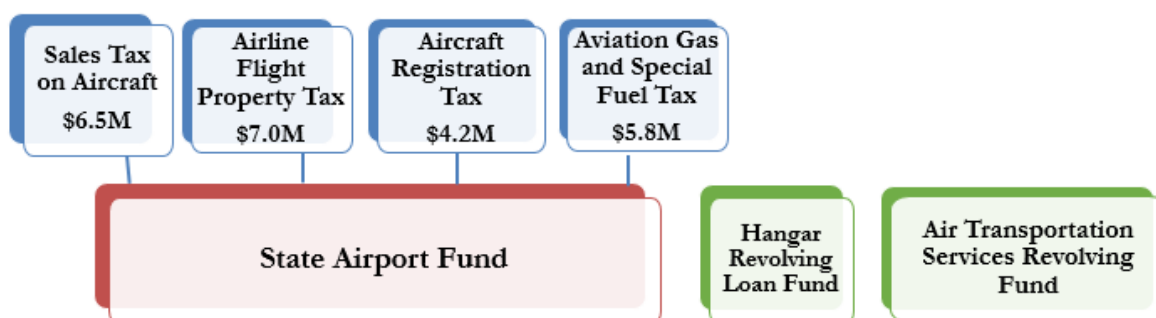 Sales Tax
on Aircraft
$6.5M
Airline
Flight
Property Tax
$7.0M
Aircraft
Registration
Tax
$4.2M
Aviation Gas
and Special
Fuel Tax
$5.8M
State Airport Fund
Hangar
Revolving
Loan Fund
Air Transportation
Services Revolving
Fund